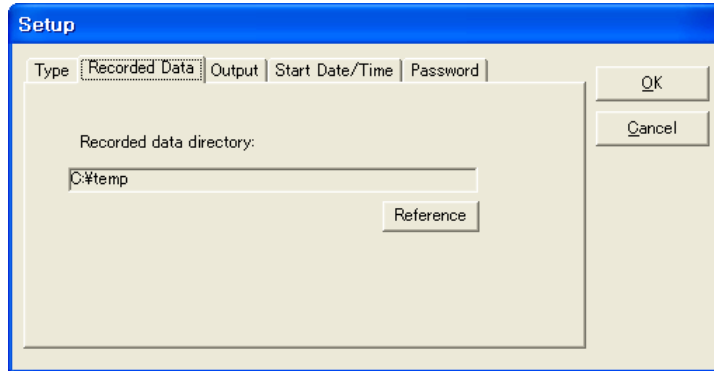 Setup
Type Recorded Data Output Start Date/Time Password
OK
Cancel
Recorded data directory:
C:¥temp
Reference